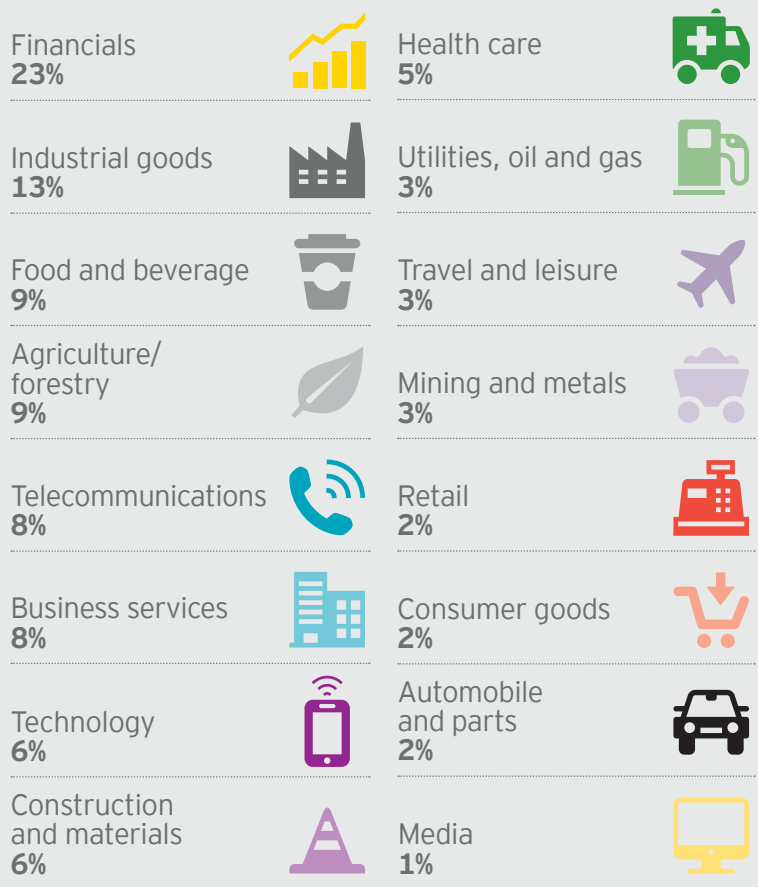 Financials
23%
Industrial goods
13%
Food and beverage
9%
Agriculture/
forestry
9%
Telecommunications
8%
Business services
8%
Technology
6%
Construction
and materials
6%
Health care
5%
Utilities, oil and gas
3%
Travel and leisure
3%
Mining and metals
3%
Retail
2%
Consumer goods
2%
Automobile
and parts
2%
Media
1%